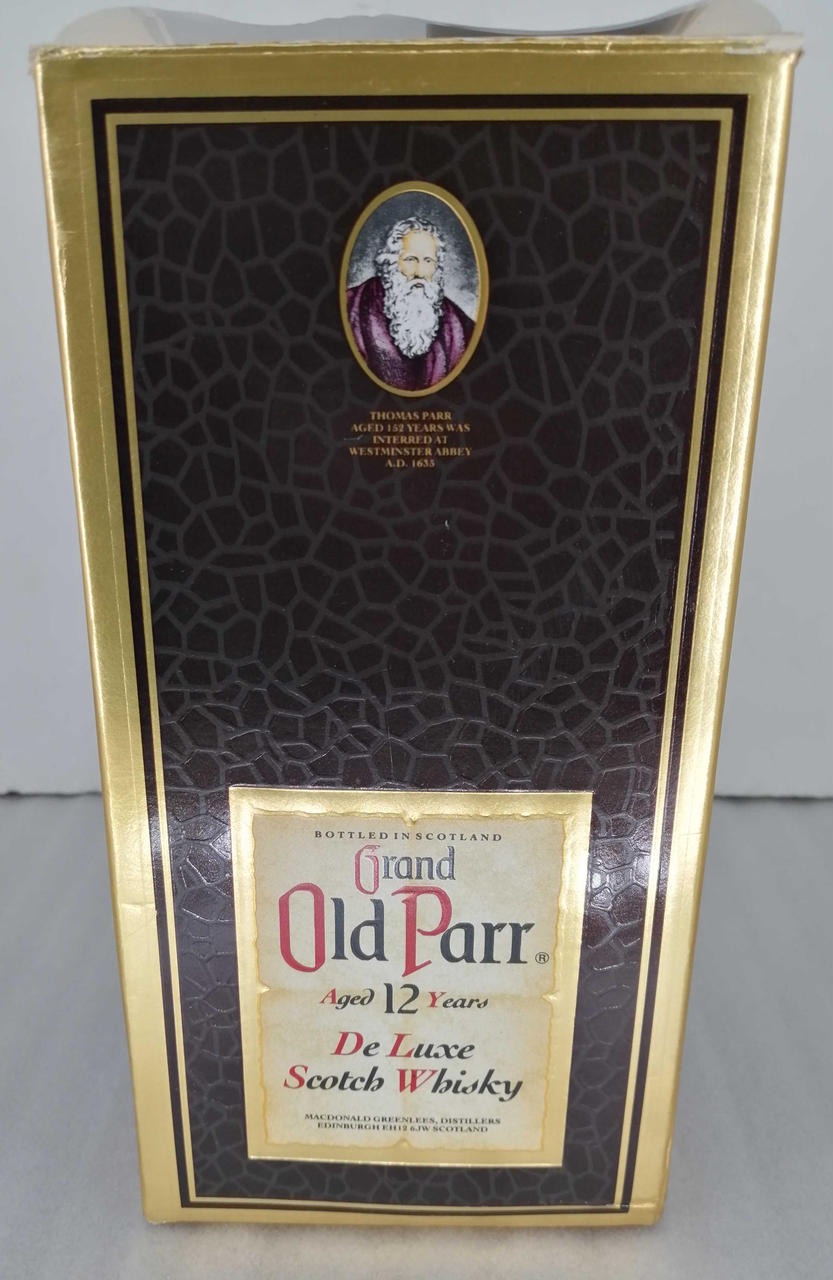 THOMAS PARR
AGED 152 YEARS WAS
INTERRED AT
WESTMINSTER ABBEY
A.D. 1635
BOTTLED IN SCOTLAND
Grand
Old Parr®
Aged 12 Years
De Luxe
Scotch Whisky
MACDONALD GREENLEES, DISTILLERS
EDINBURGH EH12 6JW SCOTLAND